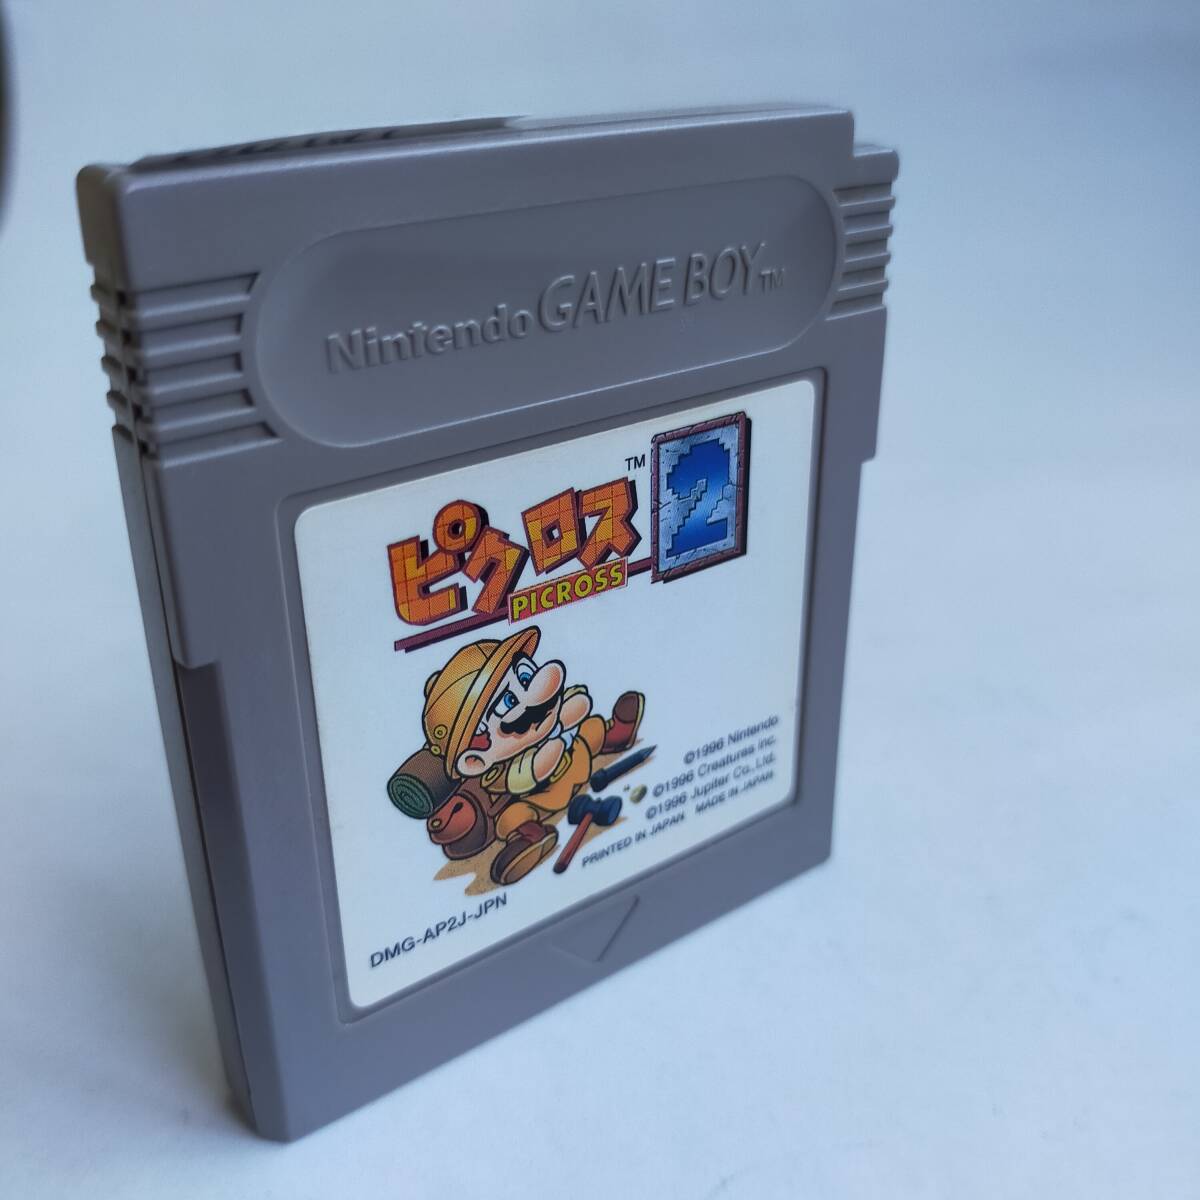 Nintendo GAME BOY TM
ピクロス TM 2
PICROSS
©1996 Nintendo
©1996 Creatures inc.
©1996 Jupiter Co., Ltd.
PRINTED IN JAPAN MADE IN JAPAN
DMG-AP2J-JPN